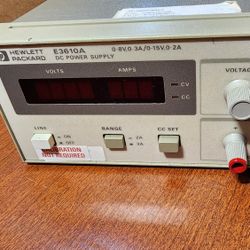 hp HEWLETT PACKARD E3610A 0-8V,0-3A/0-15V,0-2A
DC POWER SUPPLY
VOLTS AMPS VOLTAGE
CV
CC
LINE RANGE CC SET
ON 2A
OFF 3A
CALIBRATION
NOT REQUIRED